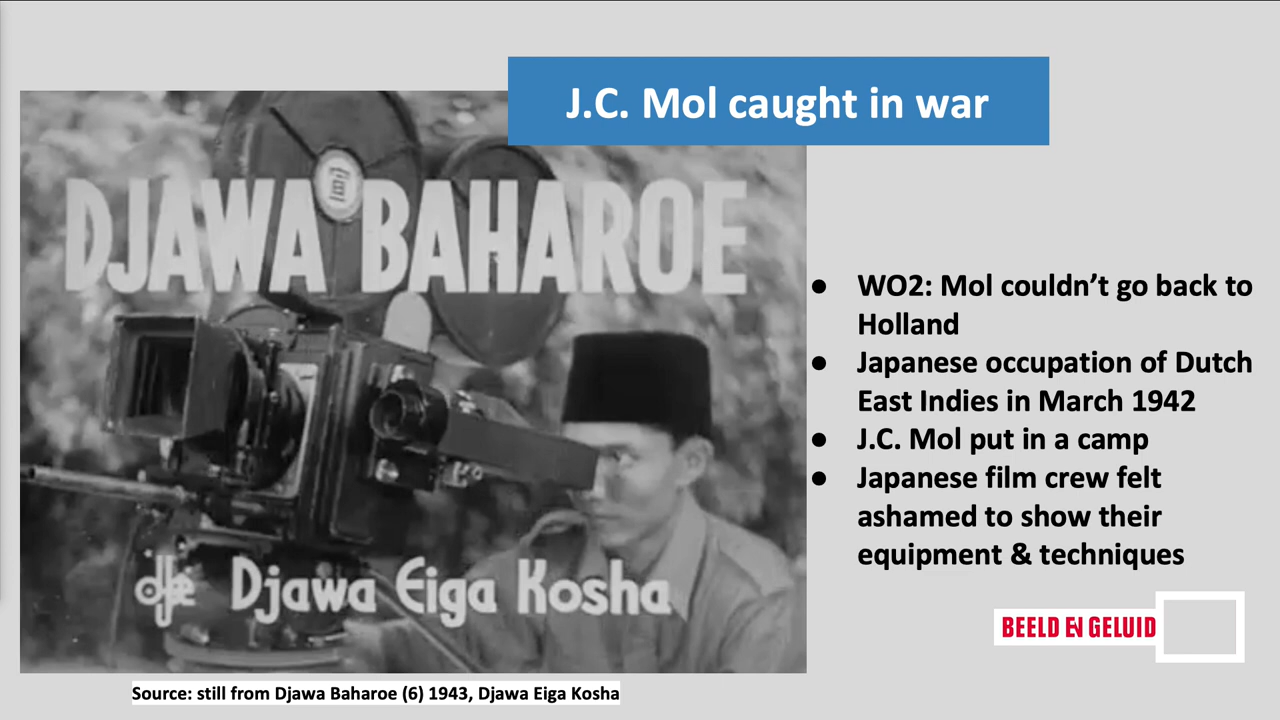 J.C. Mol caught in war
DJAWA BAHAROE
Djawa Eiga Kosha
● WO2: Mol couldn’t go back to
Holland
● Japanese occupation of Dutch
East Indies in March 1942
● J.C. Mol put in a camp
● Japanese film crew felt
ashamed to show their
equipment & techniques
BEELD EN GELUID
Source: still from Djawa Baharoe (6) 1943, Djawa Eiga Kosha